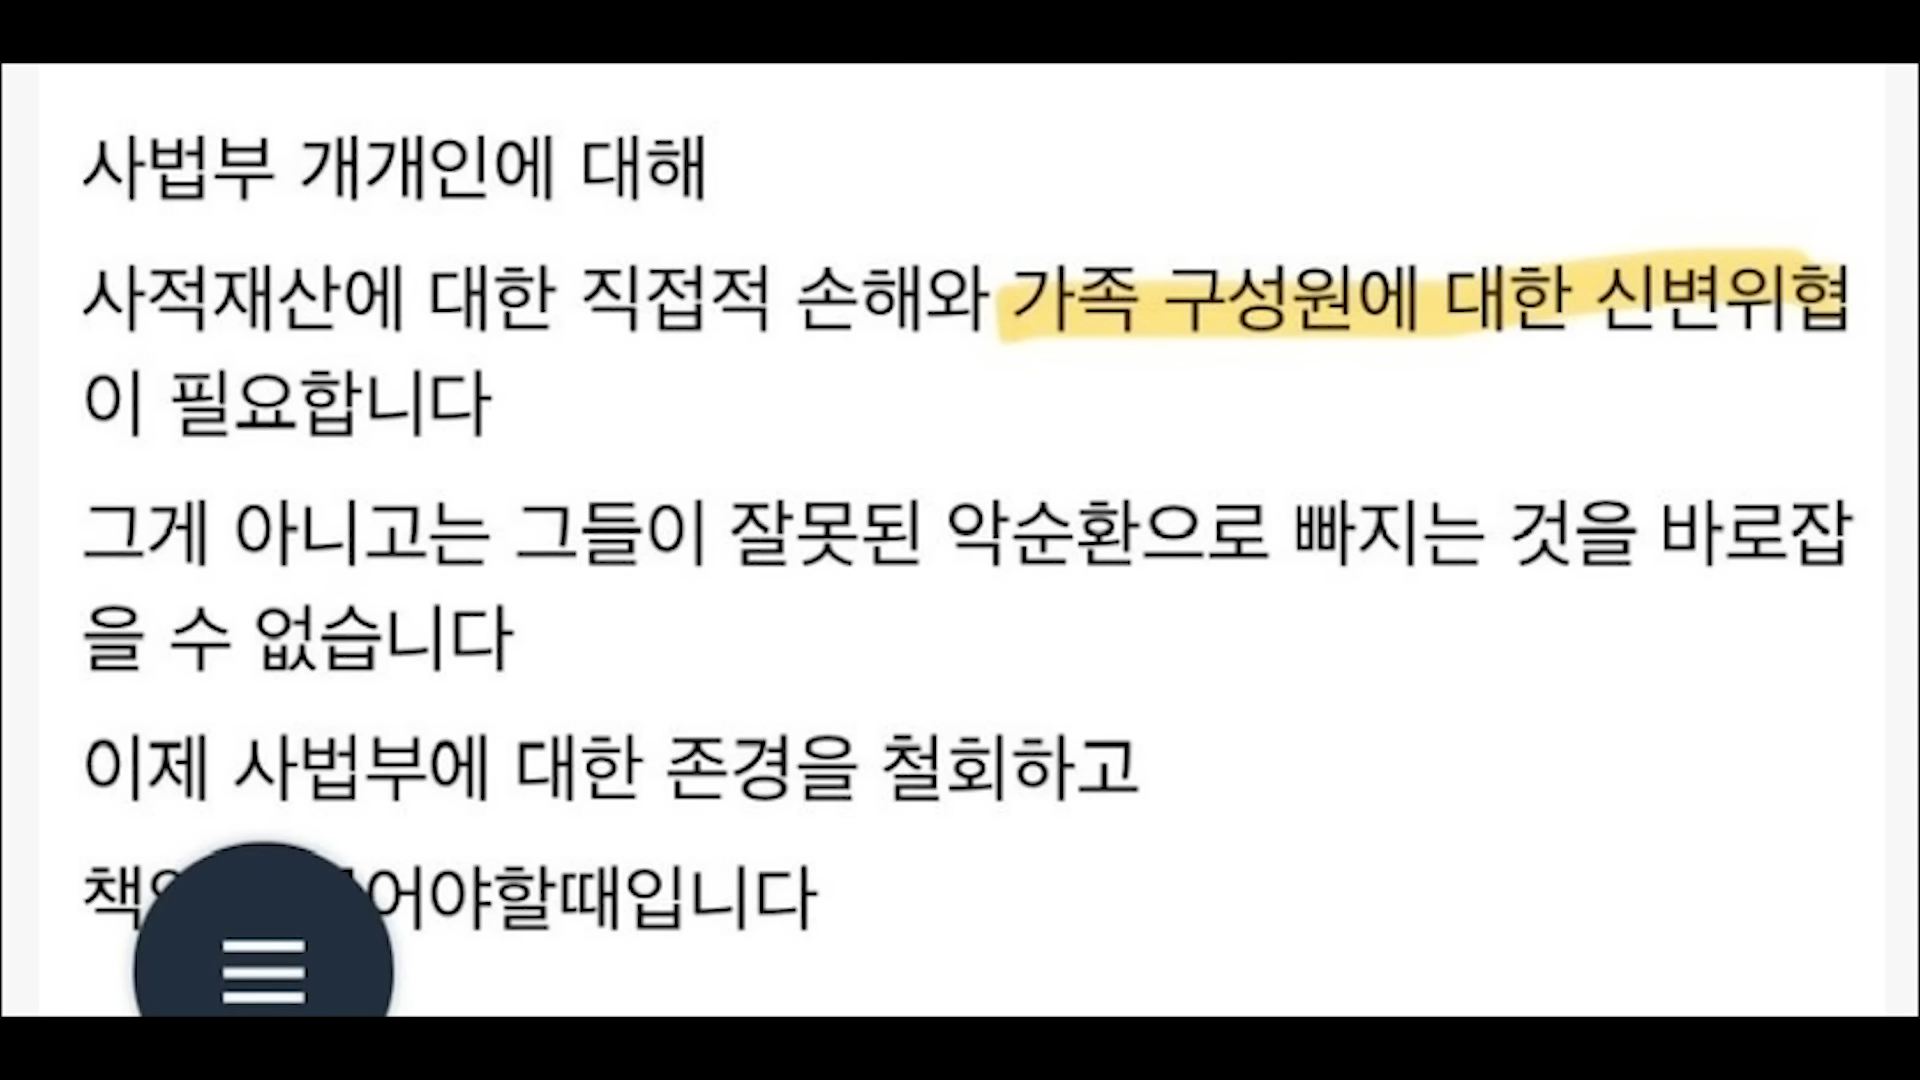 사법부 개개인에 대해
사적재산에 대한 직접적 손해와 가족 구성원에 대한 신변위협
이 필요합니다
그게 아니고는 그들이 잘못된 악순환으로 빠지는 것을 바로잡
을 수 없습니다
이제 사법부에 대한 존경을 철회하고
어야할때입니다